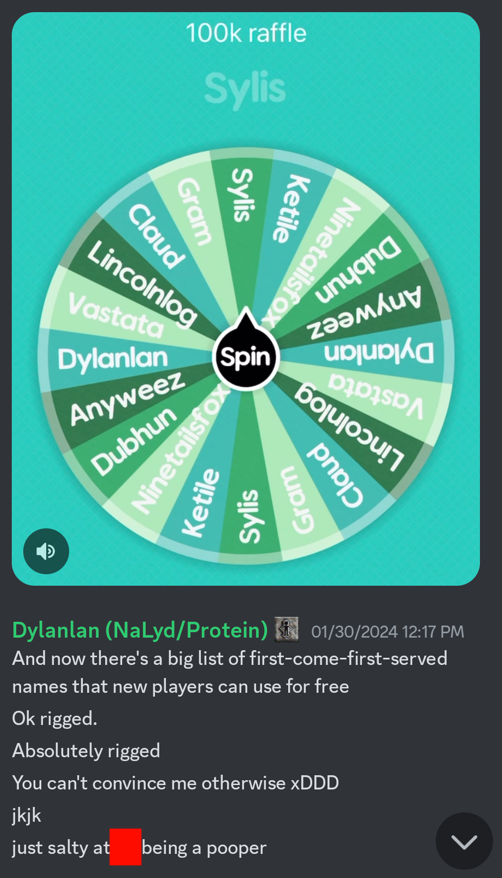 100k raffle
Sylis
Sylis
Ketile
Ninetailsfox
Dubhun
Anyweez
Dylanlan
Vastata
Lincolnlog
Claud
Gram
Sylis
Ketile
Ninetailsfox
Dubhun
Anyweez
Dylanlan
Vastata
Lincolnlog
Claud
Gram
Spin
Dylanlan (NaLyd/Protein) 01/30/2024 12:17 PM
And now there's a big list of first-come-first-served
names that new players can use for free
Ok rigged.
Absolutely rigged
You can't convince me otherwise xDDD
jkjk
just salty at being a pooper